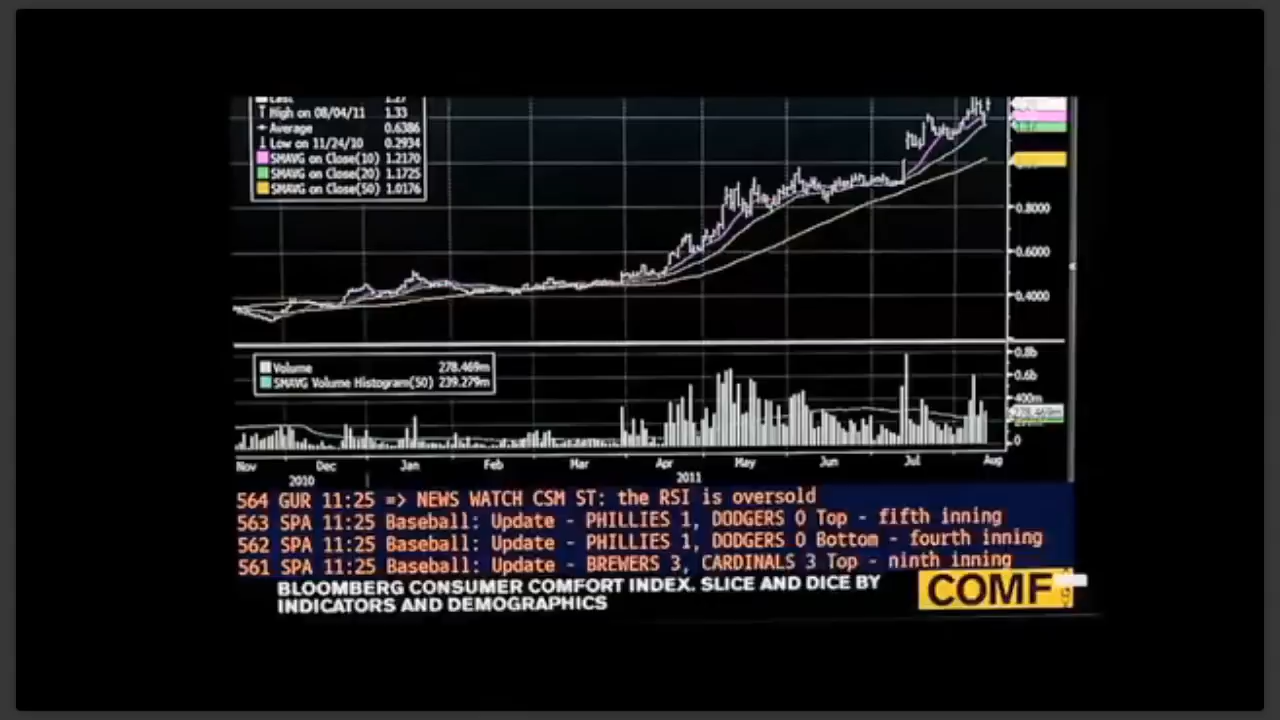 Last 1.27
High on 08/04/11 1.33
Average 0.6386
Low on 11/24/10 0.2934
SMAVG on Close(10) 1.2170
SMAVG on Close(20) 1.1725
SMAVG on Close(50) 1.0176
0.8000
0.6000
0.4000
Volume 278.469m
SMAVG Volume Histogram(50) 239.279m
0.8b
0.6b
400m
278.469m
0
Nov Dec Jan Feb Mar Apr May Jun Jul Aug
2010 2011
564 GUR 11:25 => NEWS WATCH CSM ST: the RSI is oversold
563 SPA 11:25 Baseball: Update - PHILLIES 1, DODGERS 0 Top - fifth inning
562 SPA 11:25 Baseball: Update - PHILLIES 1, DODGERS 0 Bottom - fourth inning
561 SPA 11:25 Baseball: Update - BREWERS 3, CARDINALS 3 Top - ninth inning
BLOOMBERG CONSUMER COMFORT INDEX. SLICE AND DICE BY
INDICATORS AND DEMOGRAPHICS
COMF